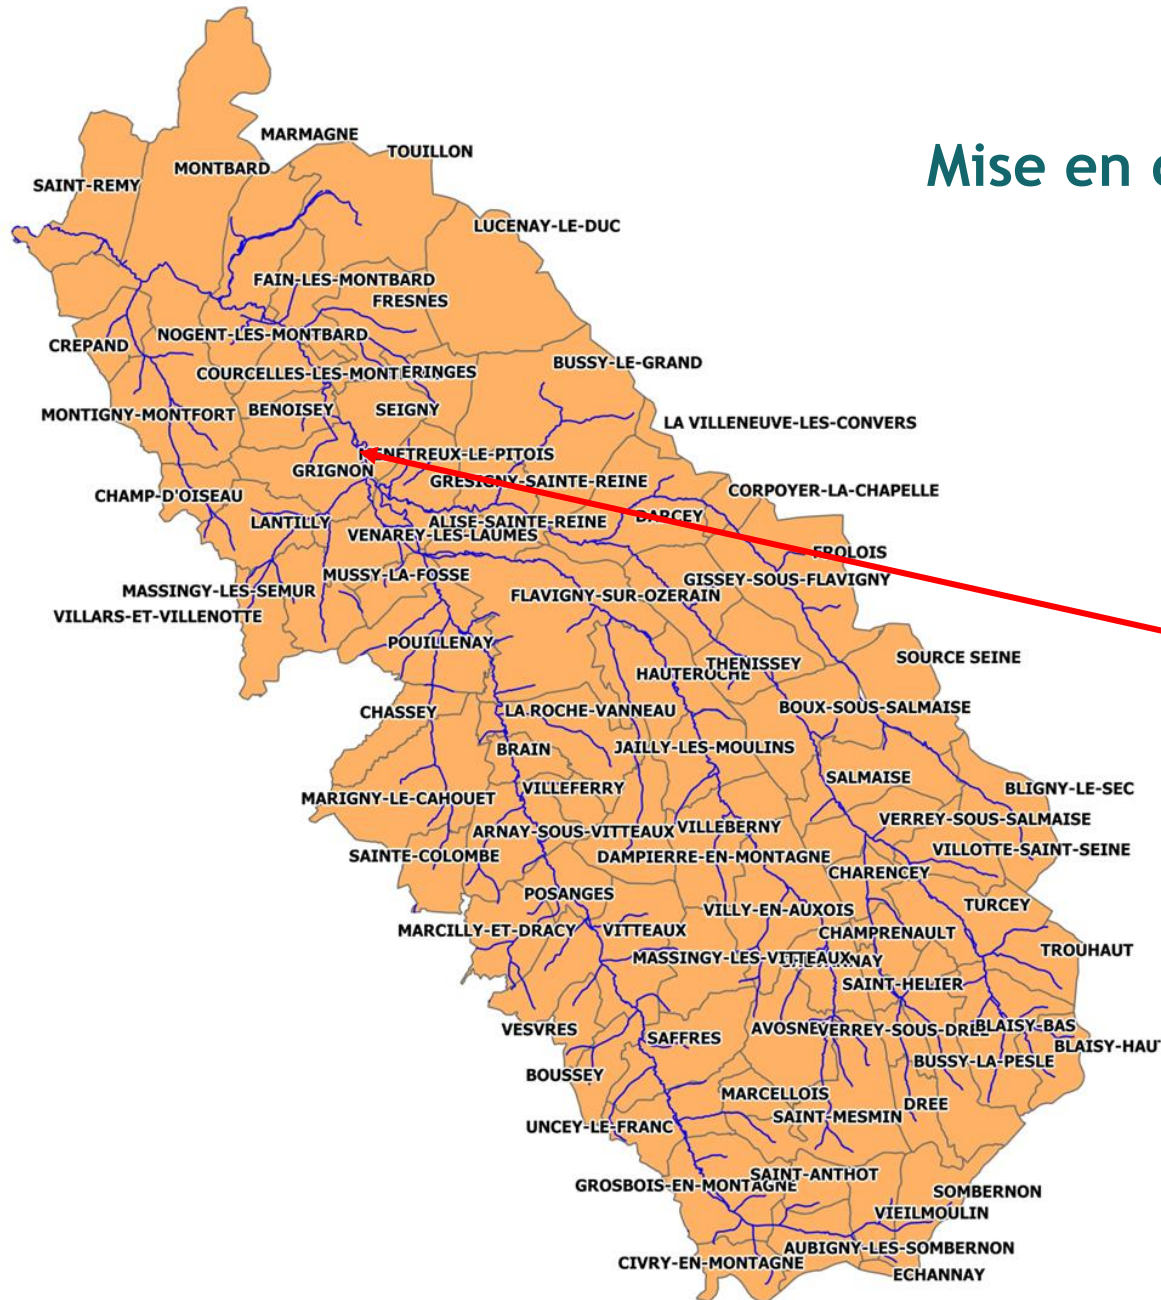 Mise en
MARMAGNE
TOUILLON
MONTBARD
SAINT-REMY
LUCENAY-LE-DUC
FAIN-LES-MONTBARD
FRESNES
NOGENT-LES-MONTBARD
CREPAND
BUSSY-LE-GRAND
COURCELLES-LES-MONT
ERINGES
BENOISEY
SEIGNY
MONTIGNY-MONTFORT
LA VILLENEUVE-LES-CONVERS
MENETREUX-LE-PITOIS
GRIGNON
GRESIGNY-SAINTE-REINE
CORPOYER-LA-CHAPELLE
CHAMP-D'OISEAU
DARCEY
LANTILLY
ALISE-SAINTE-REINE
VENAREY-LES-LAUMES
FROLOIS
MUSSY-LA-FOSSE
GISSEY-SOUS-FLAVIGNY
MASSINGY-LES-SEMUR
FLAVIGNY-SUR-OZERAIN
VILLARS-ET-VILLENOTTE
POUILLENAY
SOURCE SEINE
THENISSEY
HAUTEROCHE
BOUX-SOUS-SALMAISE
CHASSEY
LA ROCHE-VANNEAU
BRAIN
JAILLY-LES-MOULINS
SALMAISE
VILLEFERRY
BLIGNY-LE-SEC
MARIGNY-LE-CAHOUET
VERREY-SOUS-SALMAISE
ARNAY-SOUS-VITTEAUX
VILLEBERNY
VILLOTTE-SAINT-SEINE
SAINTE-COLOMBE
DAMPIERRE-EN-MONTAGNE
CHARENCEY
POSANGES
TURCEY
VILLY-EN-AUXOIS
MARCILLY-ET-DRACY
VITTEAUX
CHAMPRENAULT
TROUHAUT
MASSINGY-LES-VITTEAUX
NAY
SAINT-HELIER
VESVRES
SAFFRES
AVOSNE
VERREY-SOUS-DREE
BLAISY-BAS
BLAISY-HAUT
BUSSY-LA-PESLE
BOUSSEY
MARCELLOIS
DREE
SAINT-MESMIN
UNCEY-LE-FRANC
SAINT-ANTHOT
GROSBOIS-EN-MONTAGNE
SOMBERNON
VIEILMOULIN
AUBIGNY-LES-SOMBERNON
CIVRY-EN-MONTAGNE
ECHANNAY